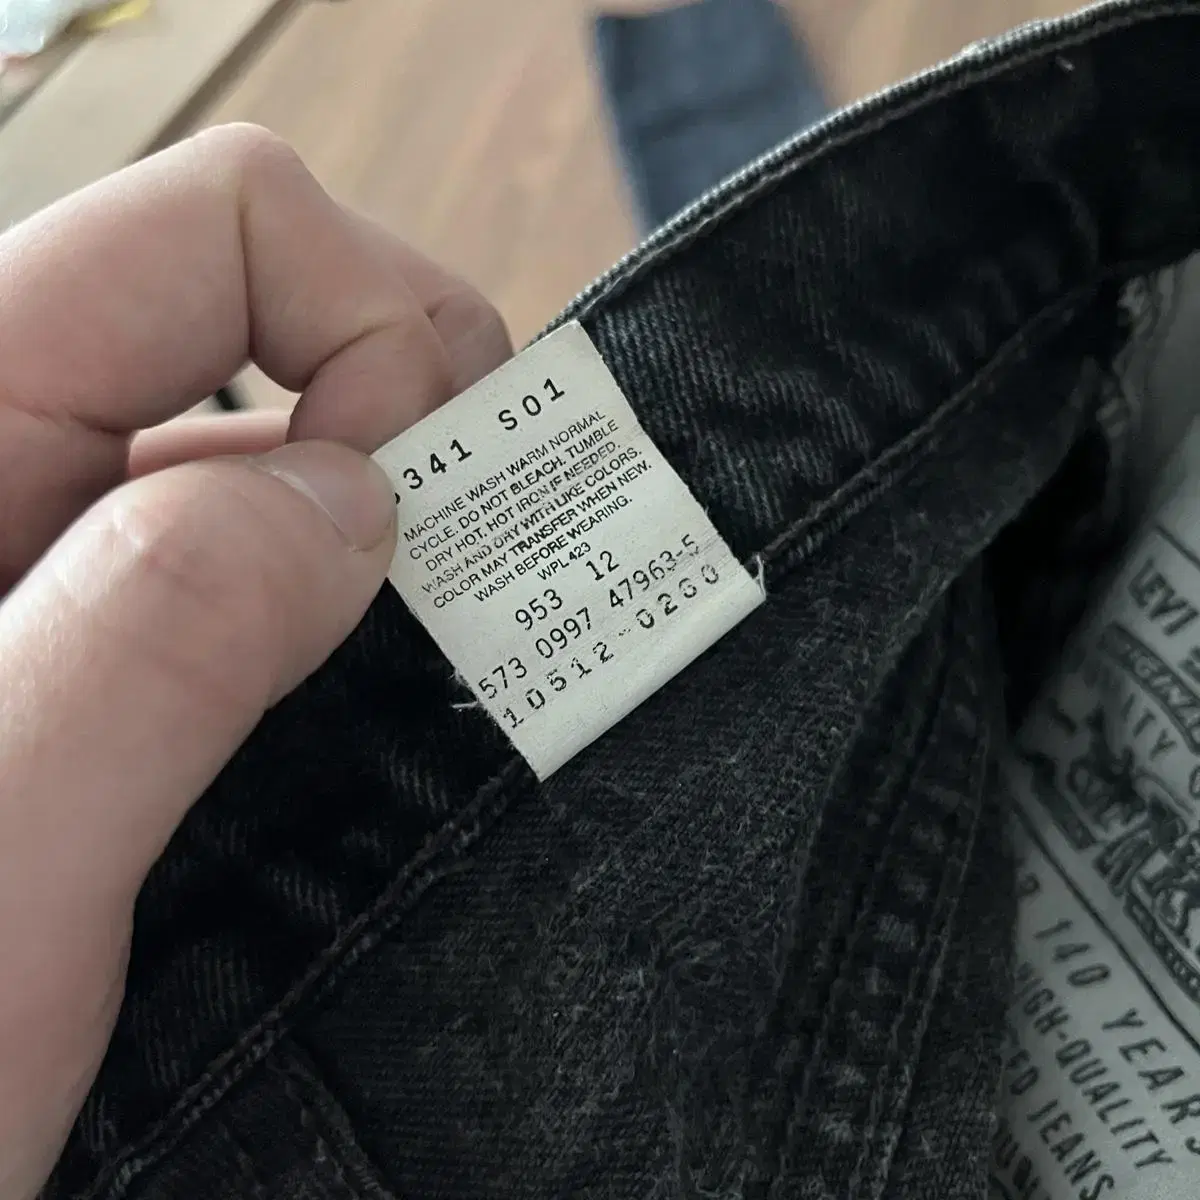 341 S01
MACHINE WASH WARM NORMAL
CYCLE. DO NOT BLEACH. TUMBLE
DRY HOT. HOT IRON IF NEEDED.
WASH AND DRY WITH LIKE COLORS.
COLOR MAY TRANSFER WHEN NEW.
WASH BEFORE WEARING.
WPL423
953 12
573 0997 47963-5
10512-0260
LEVI
QUALITY
140 YEARS
HIGH-QUALITY
JEANS